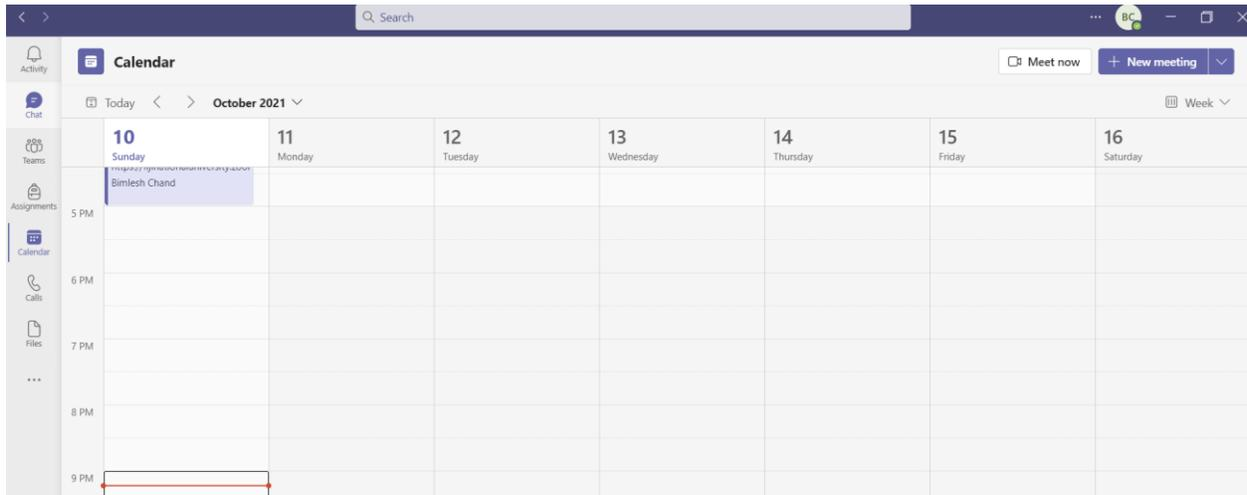 Search
BC
Activity
Calendar
Meet now
New meeting
Chat
Today
October 2021
Week
Teams
10
Sunday
11
Monday
12
Tuesday
13
Wednesday
14
Thursday
15
Friday
16
Saturday
Bimlesh Chand
Assignments
Calendar
Calls
Files
5 PM
6 PM
7 PM
8 PM
9 PM